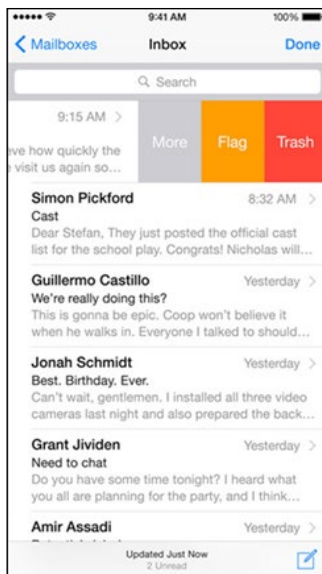 9:41 AM 100%
Mailboxes Inbox Done
Search
9:15 AM
eve how quickly the
visit us again so...
More Flag Trash
Simon Pickford 8:32 AM
Cast
Dear Stefan, They just posted the official cast
list for the school play. Congrats! Nicholas will...
Guillermo Castillo Yesterday
We're really doing this?
This is gonna be epic. Coop won't believe it
when he walks in. Everyone I talked to should...
Jonah Schmidt Yesterday
Best. Birthday. Ever.
Can't wait, gentlemen. I installed all three video
cameras last night and also prepared the back...
Grant Jividen Yesterday
Need to chat
Do you have some time tonight? I heard what
you all are planning for the party, and I think...
Amir Assadi Yesterday
Updated Just Now
2 Unread